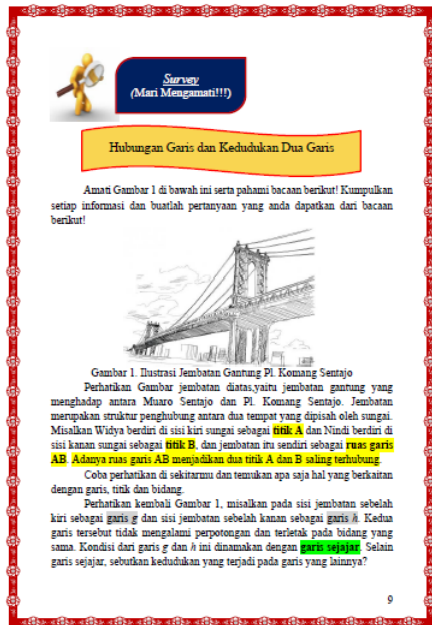 Survey
(Mari Mengamati!!!)
Hubungan Garis dan Kedudukan Dua Garis
Amati Gambar 1 di bawah ini serta pahami bacaan berikut! Kumpulkan
setiap informasi dan buatlah pertanyaan yang anda dapatkan dari bacaan
berikut!
Gambar 1. Ilustrasi Jembatan Gantung Pl. Komang Sentajo
Perhatikan Gambar jembatan diatas,yaitu jembatan gantung yang
menghadap antara Muaro Sentajo dan Pl. Komang Sentajo. Jembatan
merupakan struktur penghubung antara dua tempat yang dipisah oleh sungai.
Misalkan Widya berdiri di sisi kiri sungai sebagai titik A dan Nindi berdiri di
sisi kanan sungai sebagai titik B, dan jembatan itu sendiri sebagai ruas garis
AB. Adanya ruas garis AB menjadikan dua titik A dan B saling terhubung.
Coba perhatikan di sekitarmu dan temukan apa saja hal yang berkaitan
dengan garis, titik dan bidang.
Perhatikan kembali Gambar 1, misalkan pada sisi jembatan sebelah
kiri sebagai garis g dan sisi jembatan sebelah kanan sebagai garis h. Kedua
garis tersebut tidak mengalami perpotongan dan terletak pada bidang yang
sama. Kondisi dari garis g dan h ini dinamakan dengan garis sejajar. Selain
garis sejajar, sebutkan kedudukan yang terjadi pada garis yang lainnya?
9